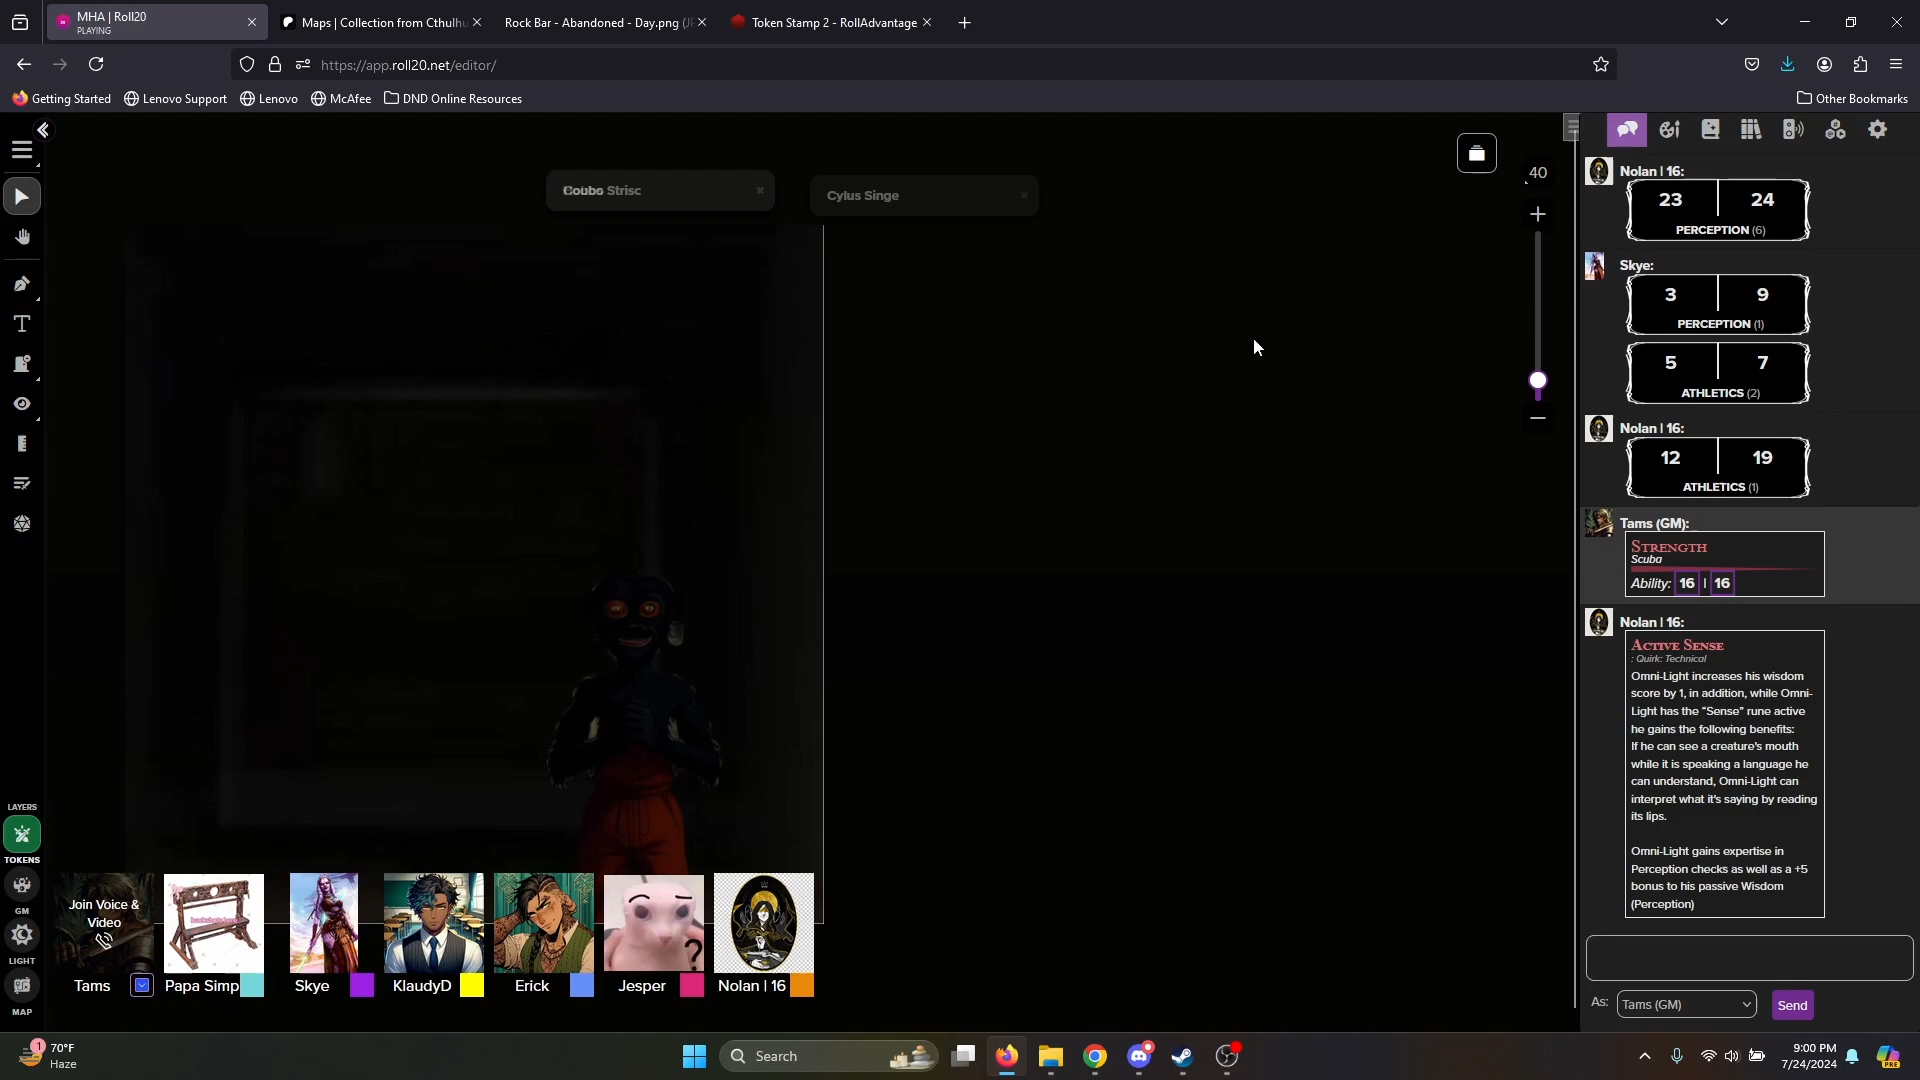 MHA | Roll20
PLAYING
Maps | Collection from Cthulhu
Rock Bar - Abandoned - Day.png (JP
Token Stamp 2 - RollAdvantage
https://app.roll20.net/editor/
Getting Started
Lenovo Support
Lenovo
McAfee
DND Online Resources
Other Bookmarks
Strisc
Cylus Singe
40
Nolan | 16:
23 24
PERCEPTION (6)
Skye:
3 9
PERCEPTION (1)
5 7
ATHLETICS (2)
Nolan | 16:
12 19
ATHLETICS (1)
Tams (GM):
STRENGTH
Scuba
Ability: 16 | 16
Nolan | 16:
ACTIVE SENSE
: Quirk: Technical
Omni-Light increases his wisdom
score by 1, in addition, while Omni-
Light has the "Sense" rune active
he gains the following benefits:
If he can see a creature's mouth
while it is speaking a language he
can understand, Omni-Light can
interpret what it's saying by reading
its lips.
Omni-Light gains expertise in
Perception checks as well as a +5
bonus to his passive Wisdom
(Perception)
As:
Tams (GM)
Send
LAYERS
TOKENS
GM
LIGHT
MAP
Join Voice &
Video
?
Tams
Papa Simp
Skye
KlaudyD
Erick
Jesper
Nolan | 16
1
70°F
Haze
Search
9:00 PM
7/24/2024
PRE